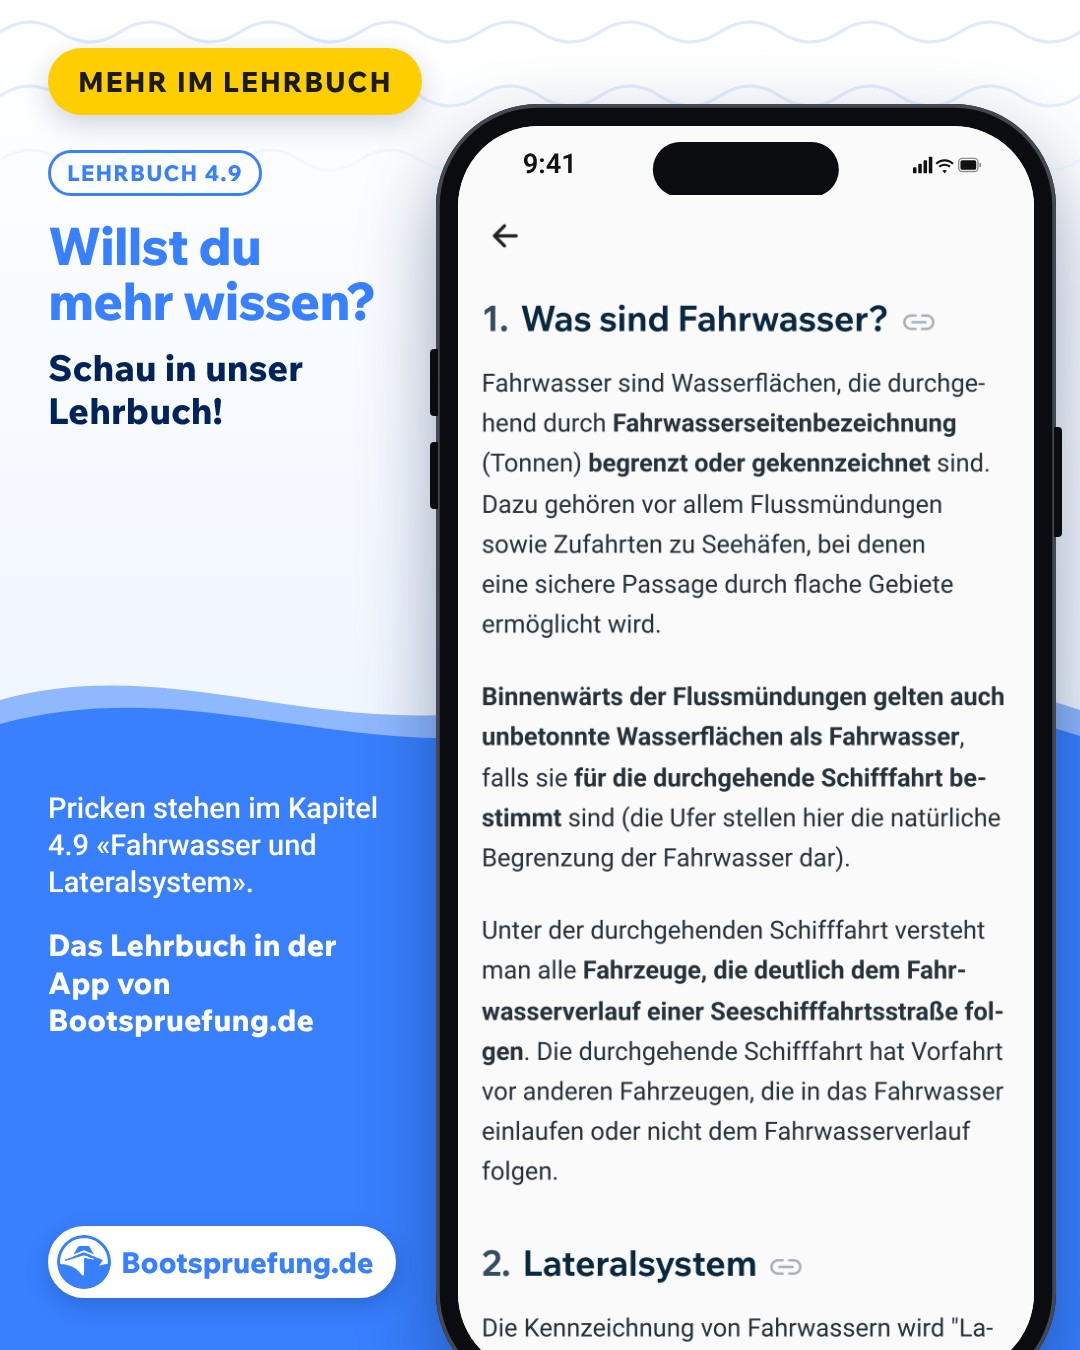 MEHR IM LEHRBUCH
LEHRBUCH 4.9
Willst du
mehr wissen?
Schau in unser
Lehrbuch!
Pricken stehen im Kapitel
4.9 «Fahrwasser und
Lateralsystem».
Das Lehrbuch in der
App von
Bootspruefung.de
Bootspruefung.de
9:41
1. Was sind Fahrwasser?
Fahrwasser sind Wasserflächen, die durchge-
hend durch Fahrwasserseitenbezeichnung
(Tonnen) begrenzt oder gekennzeichnet sind.
Dazu gehören vor allem Flussmündungen
sowie Zufahrten zu Seehäfen, bei denen
eine sichere Passage durch flache Gebiete
ermöglicht wird.
Binnenwärts der Flussmündungen gelten auch
unbetonnte Wasserflächen als Fahrwasser,
falls sie für die durchgehende Schifffahrt be-
stimmt sind (die Ufer stellen hier die natürliche
Begrenzung der Fahrwasser dar).
Unter der durchgehenden Schifffahrt versteht
man alle Fahrzeuge, die deutlich dem Fahr-
wasserverlauf einer Seeschifffahrtsstraße fol-
gen. Die durchgehende Schifffahrt hat Vorfahrt
vor anderen Fahrzeugen, die in das Fahrwasser
einlaufen oder nicht dem Fahrwasserverlauf
folgen.
2. Lateralsystem
Die Kennzeichnung von Fahrwassern wird "La-